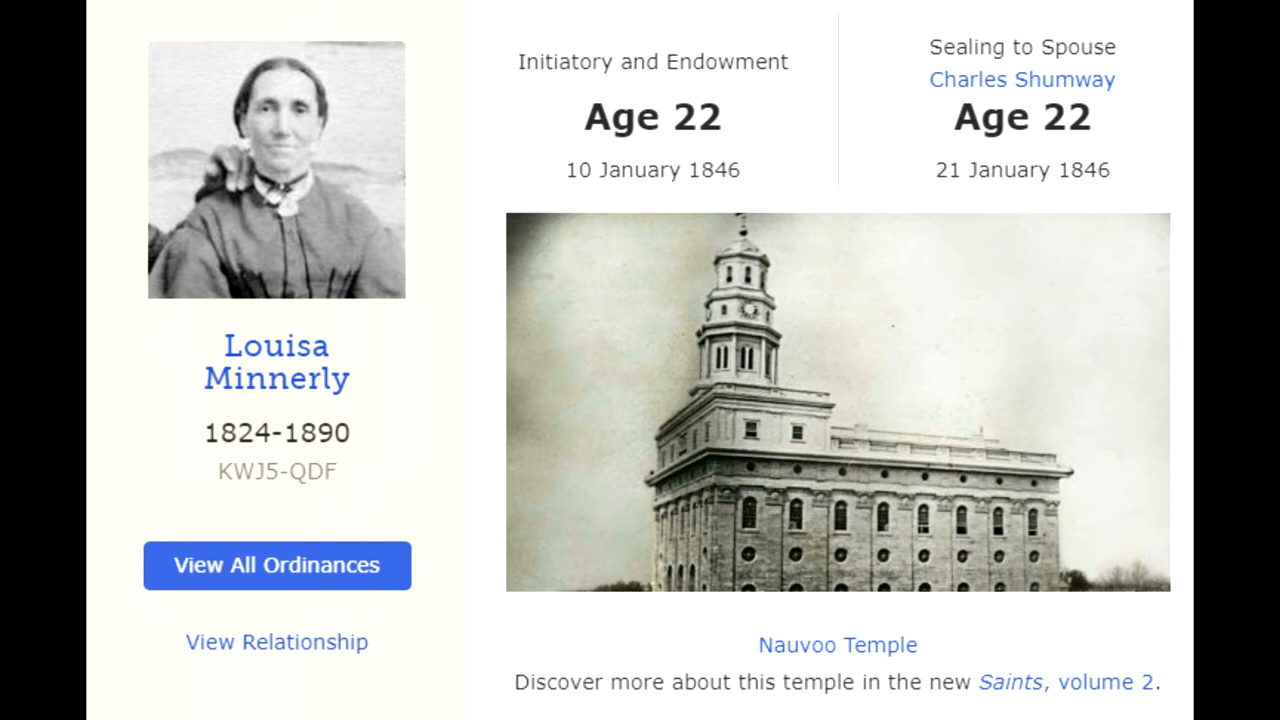 Louisa
Minnerly
1824-1890
KWJ5-QDF
View All Ordinances
View Relationship
Initiatory and Endowment
Age 22
10 January 1846
Sealing to Spouse
Charles Shumway
Age 22
21 January 1846
Nauvoo Temple
Discover more about this temple in the new Saints, volume 2.